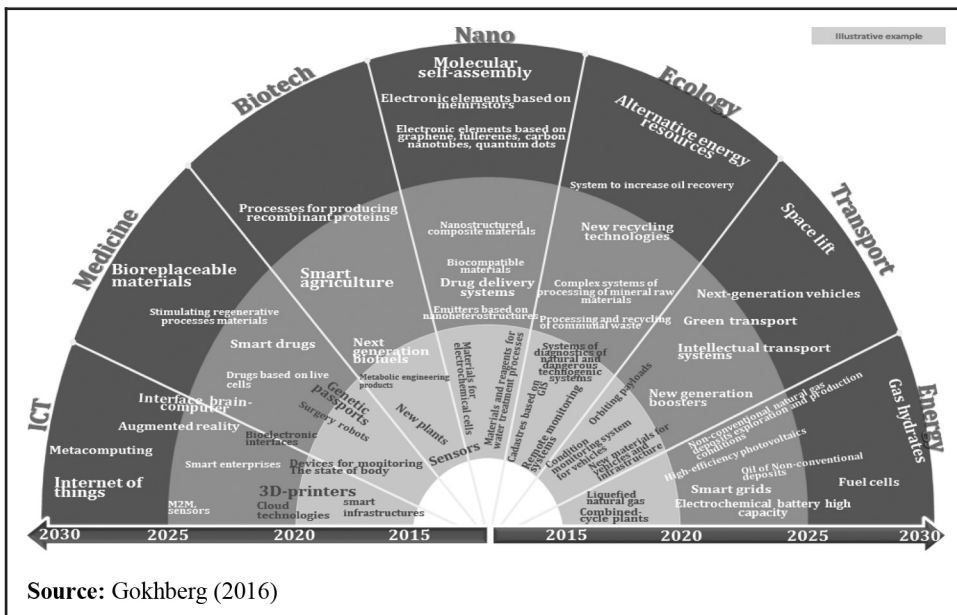 Illustrative example
Nano
Biotech
Ecology
Medicine
Transport
ICT
Energy
Molecular
self-assembly
Electronic elements based on
memristors
Electronic elements based on
graphene, fullerenes, carbon
nanotubes, quantum dots
Nanostructured
composite materials
Biocompatible
materials
Drug delivery
systems
Emitters based on
nanoheterostructures
Materials for
electrochemical cells
Materials and reagents for
water treatment processes
Sensors
Processes for producing
recombinant proteins
Smart
agriculture
Next
generation
biofuels
Metabolic engineering
products
New plants
Bioreplaceable
materials
Stimulating regenerative
processes materials
Smart drugs
Drugs based on live
cells
Genetic
passports
Surgery robots
Bioelectronic
interfaces
Devices for monitoring
The state of body
Interface brain-
computer
Augmented reality
Metacomputing
Internet of
things
Smart enterprises
M2M,
sensors
3D-printers
Cloud
technologies
smart
infrastructures
Alternative energy
resources
System to increase oil recovery
New recycling
technologies
Complex systems of
processing of mineral raw
materials
Processing and recycling
of communal waste
Systems of
diagnostics of
natural and
dangerous
technogenic
systems
Cadastres based on
GIS
Remote monitoring
systems
Space lift
Next-generation vehicles
Green transport
Intellectual transport
systems
New generation
boosters
Orbiting payloads
Condition
monitoring system
for vehicles
New materials for
vehicles and
infrastructure
Non-conventional natural gas
deposits exploration and production
conditions
High-efficiency photovoltaics
Oil of Non-conventional
deposits
Gas hydrates
Fuel cells
Smart grids
Electrochemical battery high
capacity
Liquefied
natural gas
Combined-
cycle plants
2030
2025
2020
2015
2015
2020
2025
2030
Source: Gokhberg (2016)